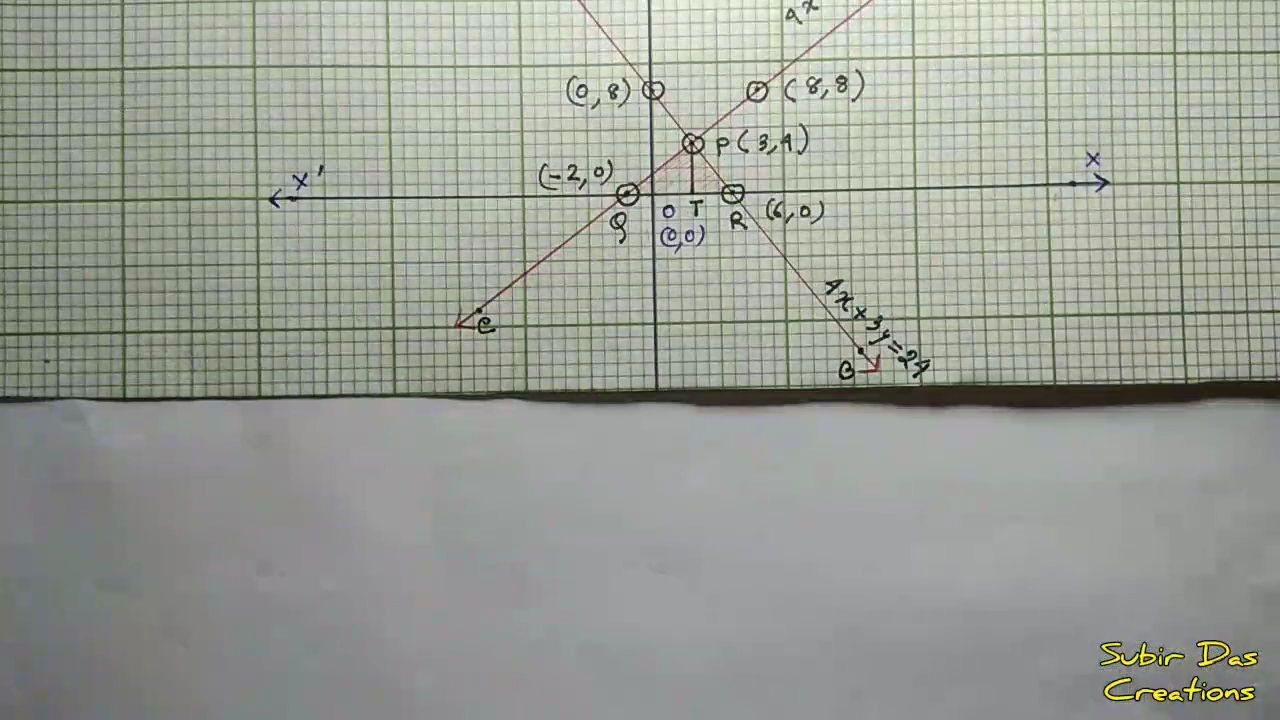 (0,8)
(8,8)
P(3,4)
(-2,0)
X'
X
Q
O
T
R
(6,0)
(0,0)
C
4x+3y=24
B
Subir Das
Creations